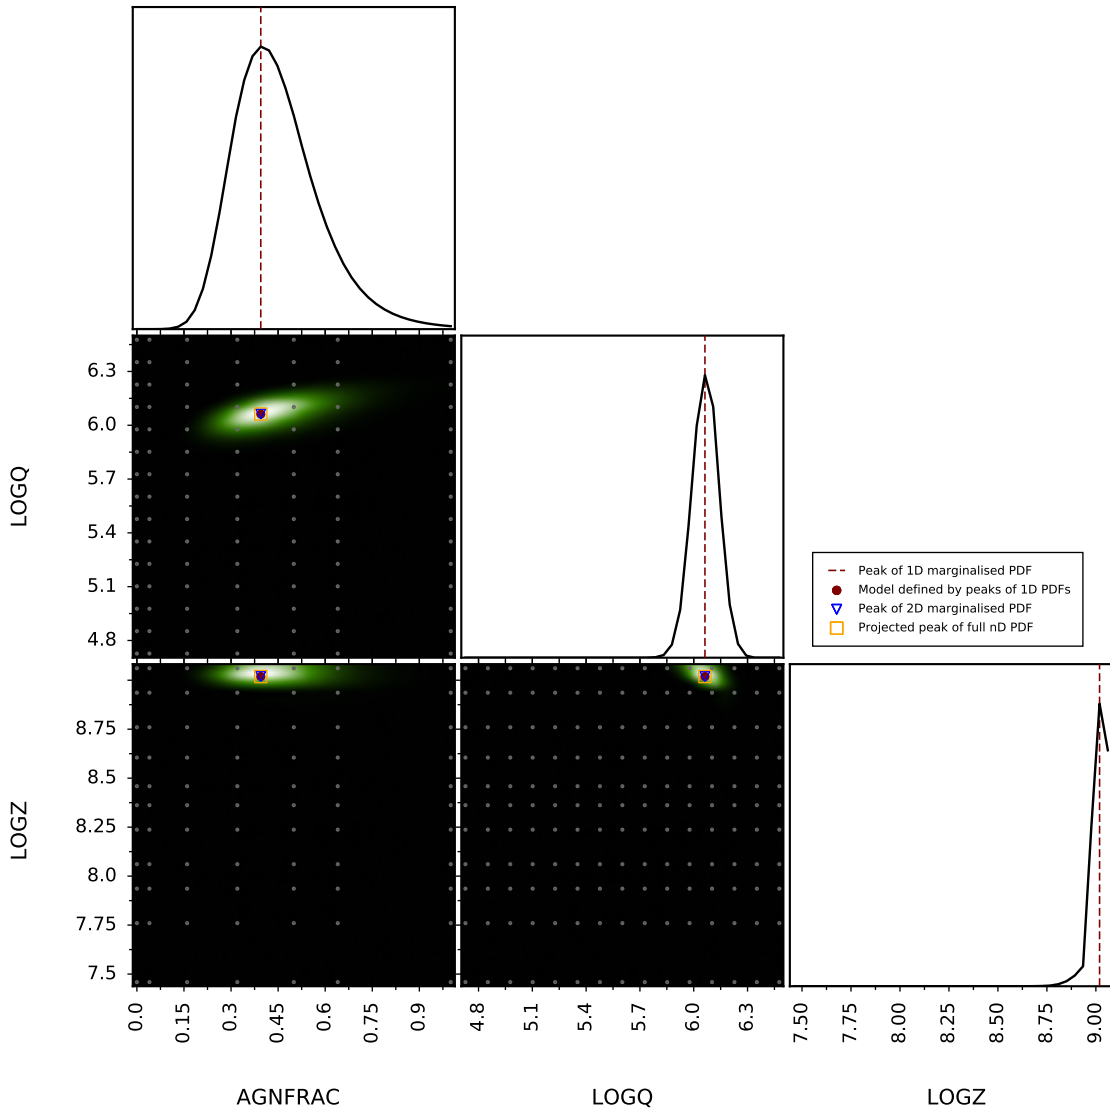 6.3
6.0
5.7
5.4
5.1
4.8
LOGQ
Peak of 1D marginalised PDF
Model defined by peaks of 1D PDFs
Peak of 2D marginalised PDF
Projected peak of full nD PDF
8.75
8.5
8.25
8.0
7.75
7.5
LOGZ
0.0 0.15 0.3 0.45 0.6 0.75 0.9
4.8 5.1 5.4 5.7 6.0 6.3
7.50 7.75 8.00 8.25 8.50 8.75 9.00
AGNFRAC LOGQ LOGZ